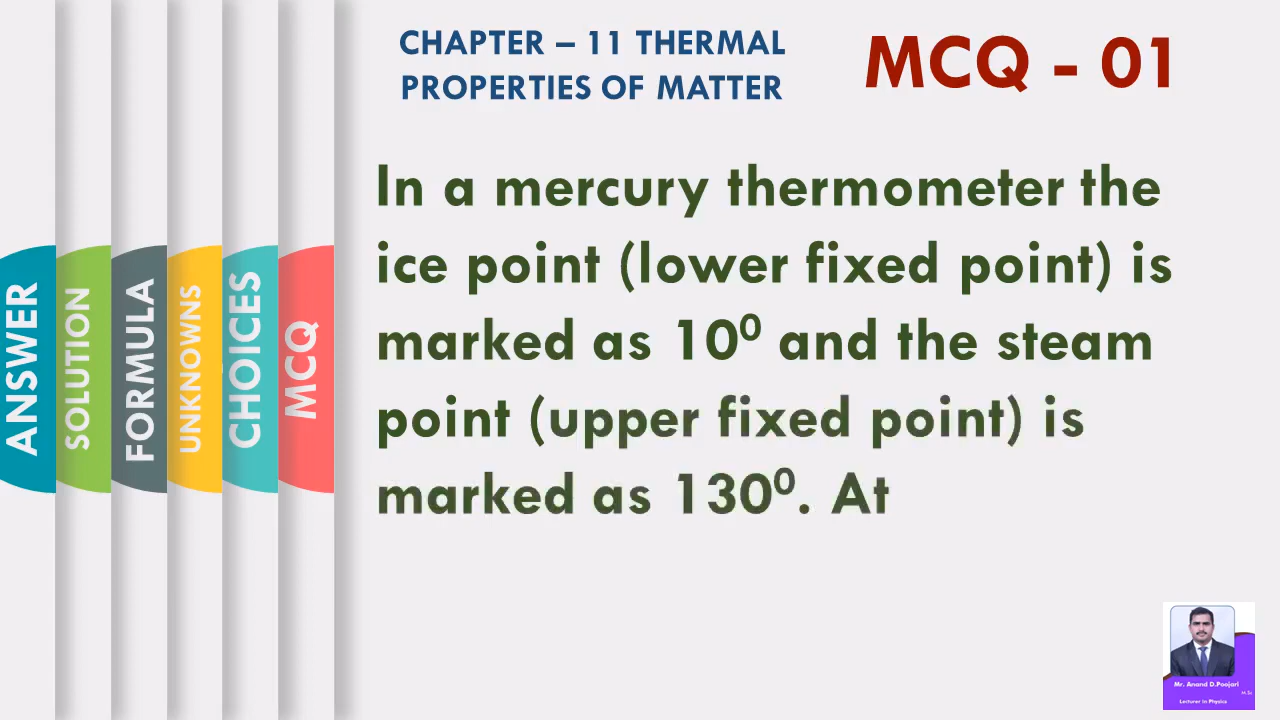 CHAPTER – 11 THERMAL
PROPERTIES OF MATTER
MCQ - 01
In a mercury thermometer the
ice point (lower fixed point) is
marked as 10⁰ and the steam
point (upper fixed point) is
marked as 130⁰. At
ANSWER
SOLUTION
FORMULA
UNKNOWNS
CHOICES
MCQ
Mr. Anand D.Poojari
M.Sc
Lecturer in Physics